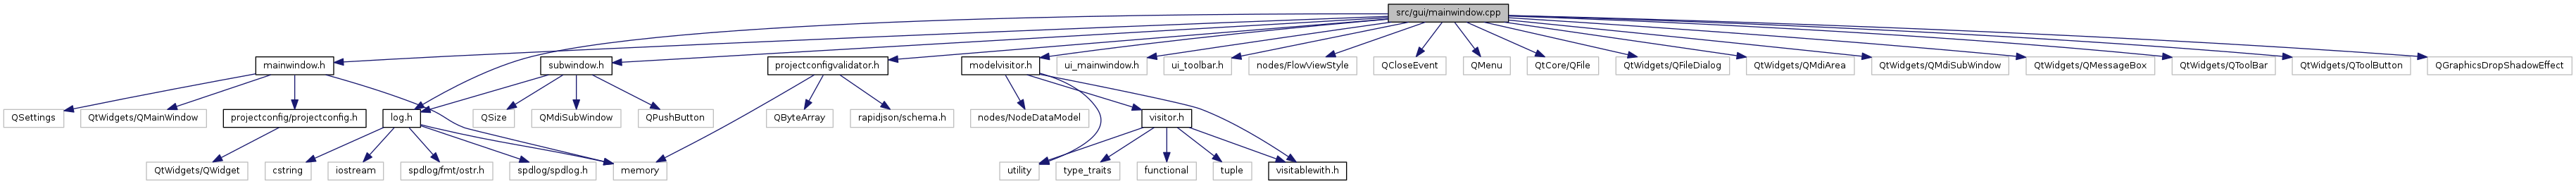 src/gui/mainwindow.cpp
mainwindow.h
subwindow.h
projectconfigvalidator.h
modelvisitor.h
ui_mainwindow.h
ui_toolbar.h
nodes/FlowViewStyle
QCloseEvent
QMenu
QtCore/QFile
QtWidgets/QFileDialog
QtWidgets/QMdiArea
QtWidgets/QMdiSubWindow
QtWidgets/QMessageBox
QtWidgets/QToolBar
QtWidgets/QToolButton
QGraphicsDropShadowEffect
QSettings
QtWidgets/QMainWindow
projectconfig/projectconfig.h
log.h
QSize
QMdiSubWindow
QPushButton
QByteArray
rapidjson/schema.h
nodes/NodeDataModel
visitor.h
QtWidgets/QWidget
cstring
iostream
spdlog/fmt/ostr.h
spdlog/spdlog.h
memory
utility
type_traits
functional
tuple
visitablewith.h